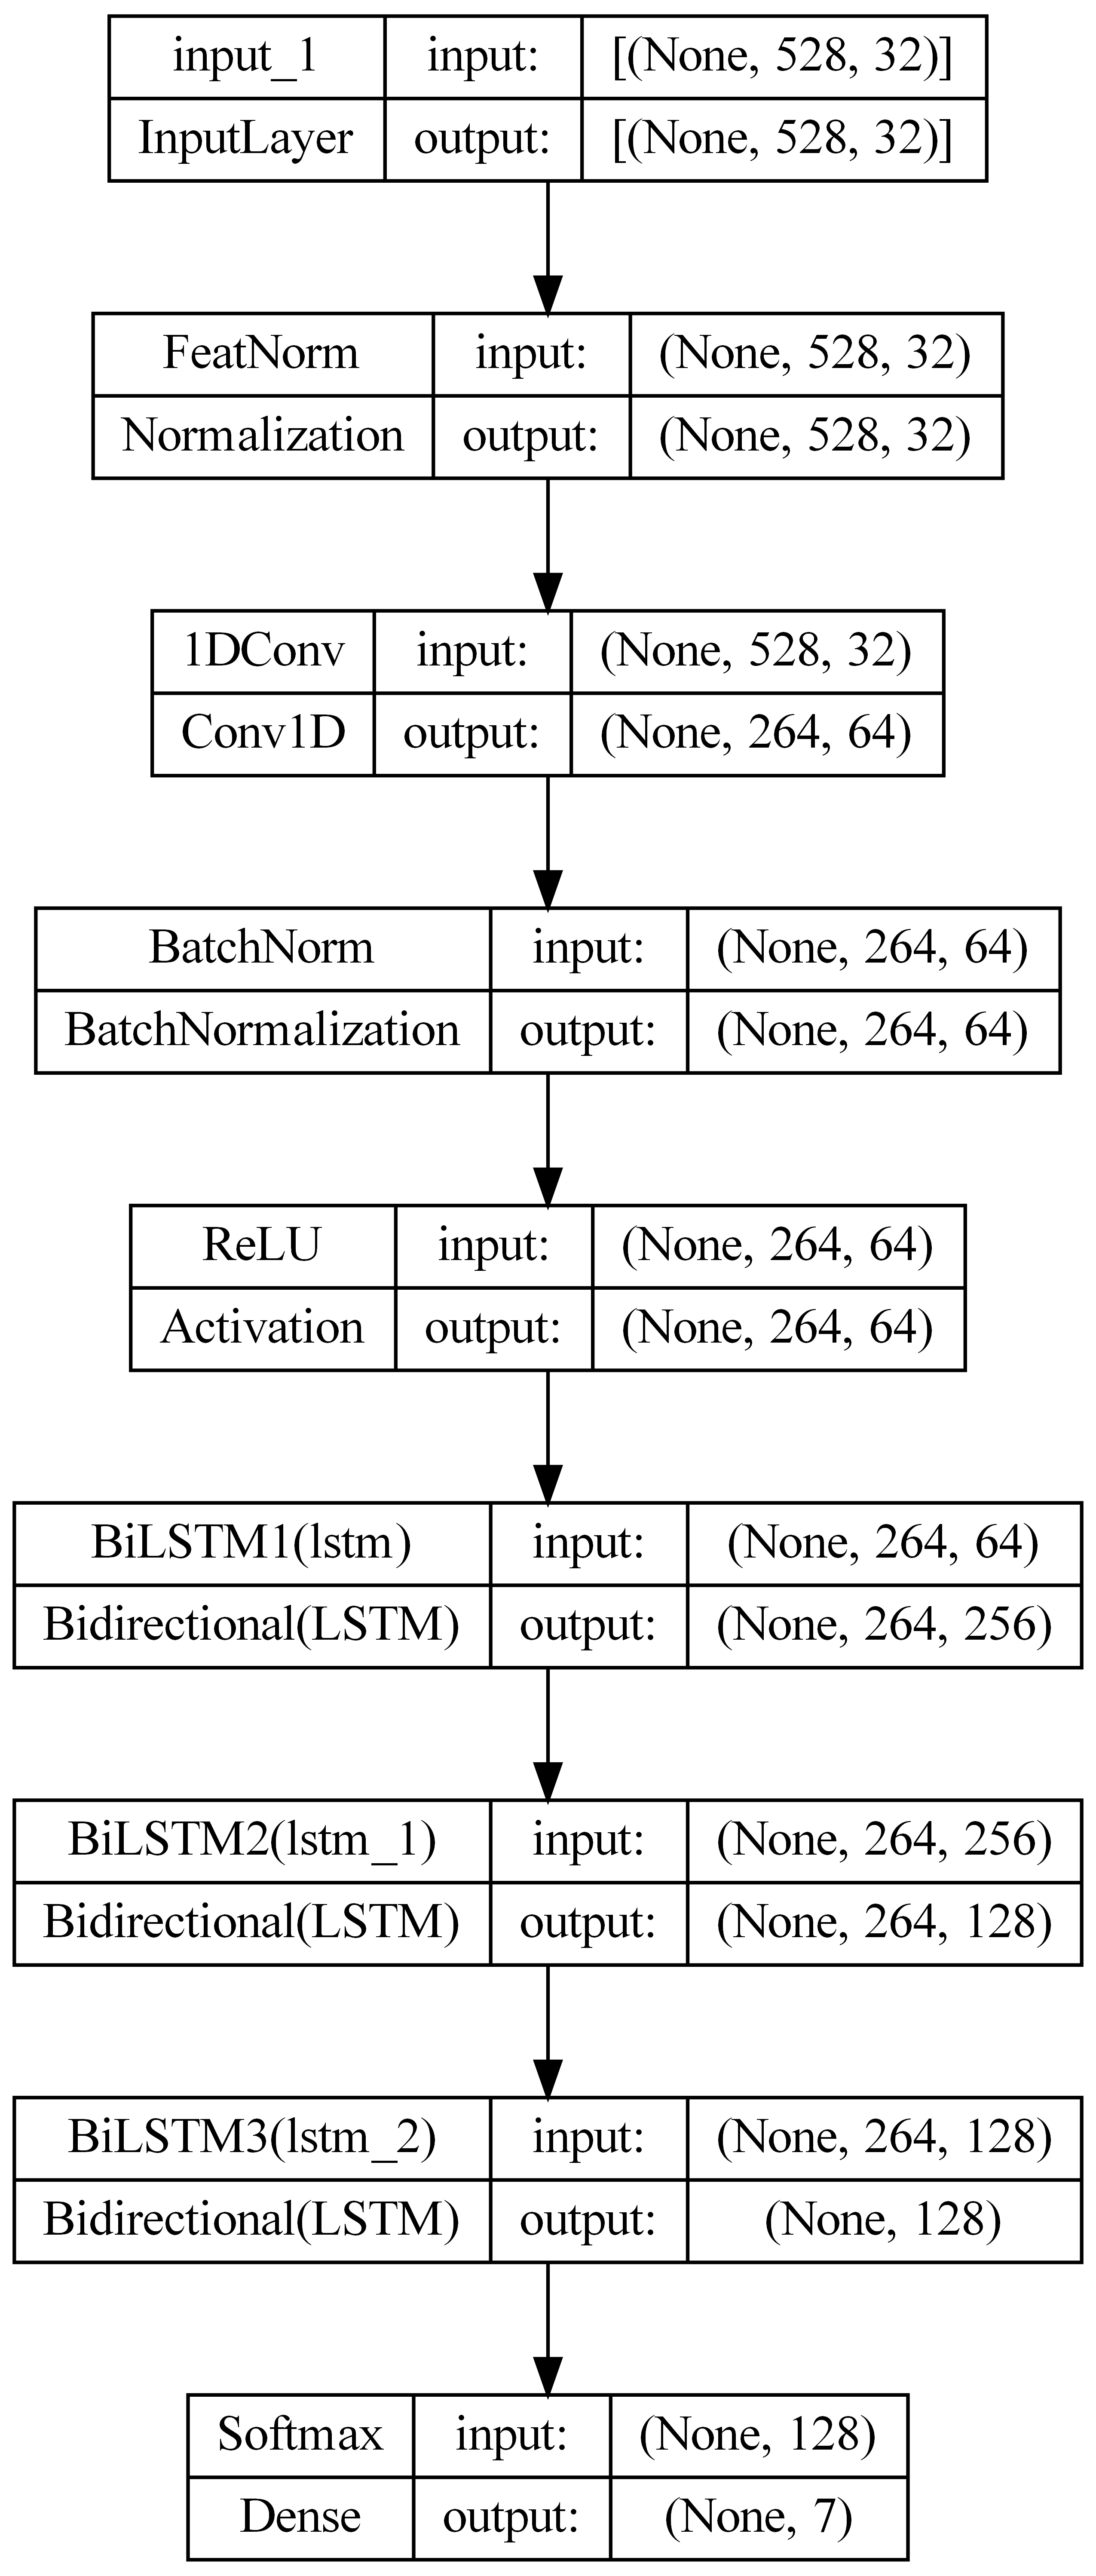 input_1 input: [(None, 528, 32)]
InputLayer output: [(None, 528, 32)]
FeatNorm input: (None, 528, 32)
Normalization output: (None, 528, 32)
1DConv input: (None, 528, 32)
Conv1D output: (None, 264, 64)
BatchNorm input: (None, 264, 64)
BatchNormalization output: (None, 264, 64)
ReLU input: (None, 264, 64)
Activation output: (None, 264, 64)
BiLSTM1(lstm) input: (None, 264, 64)
Bidirectional(LSTM) output: (None, 264, 256)
BiLSTM2(lstm_1) input: (None, 264, 256)
Bidirectional(LSTM) output: (None, 264, 128)
BiLSTM3(lstm_2) input: (None, 264, 128)
Bidirectional(LSTM) output: (None, 128)
Softmax input: (None, 128)
Dense output: (None, 7)